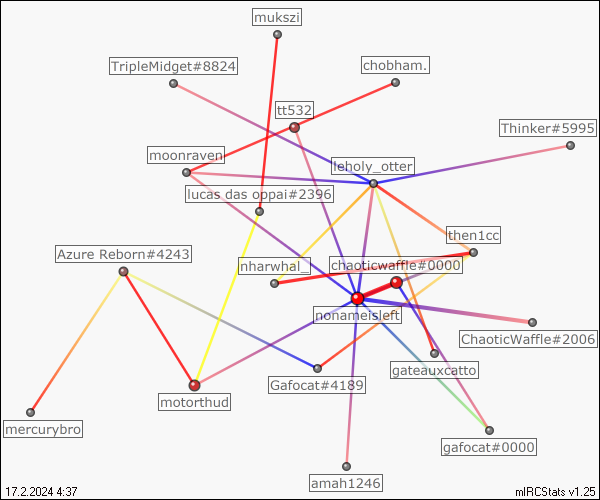 mukszi
TripleMidget#8824
chobham.
tt532
Thinker#5995
moonraven
leholy_otter
lucas das oppai#2396
then1cc
Azure Reborn#4243
nharwhal_
chaoticwaffle#0000
nonameisleft
ChaoticWaffle#2006
gateauxcatto
Gafocat#4189
motorthud
mercurybro
gafocat#0000
amah1246
17.2.2024 4:37
mIRCStats v1.25